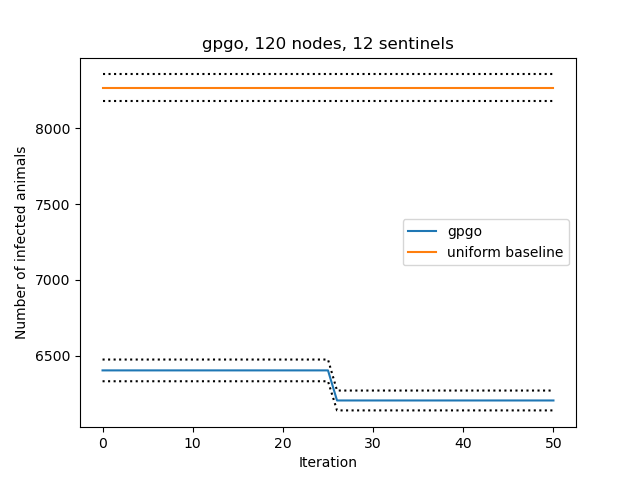 gpgo, 120 nodes, 12 sentinels
Number of infected animals
8000
7500
7000
6500
gpgo
uniform baseline
0 10 20 30 40 50
Iteration